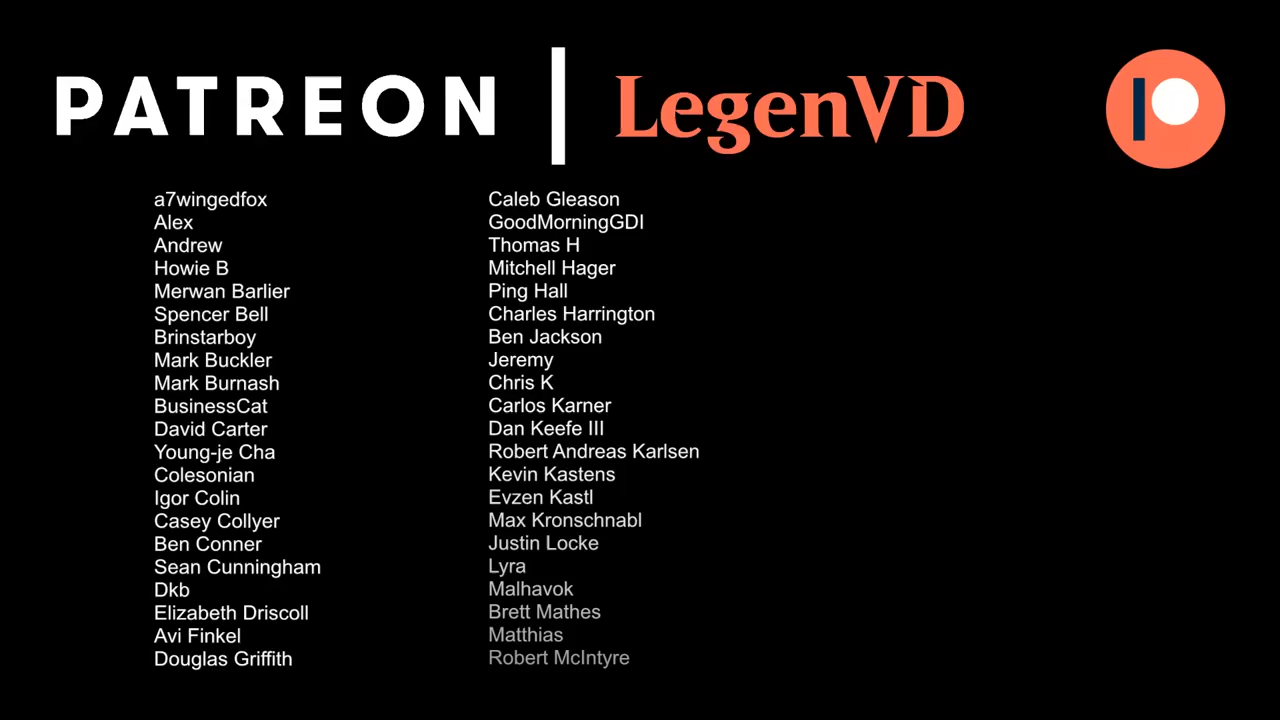 PATREON | LegenVD
a7wingedfox
Alex
Andrew
Howie B
Merwan Barlier
Spencer Bell
Brinstarboy
Mark Buckler
Mark Burnash
BusinessCat
David Carter
Young-je Cha
Colesonian
Igor Colin
Casey Collyer
Ben Conner
Sean Cunningham
Dkb
Elizabeth Driscoll
Avi Finkel
Douglas Griffith
Caleb Gleason
GoodMorningGDI
Thomas H
Mitchell Hager
Ping Hall
Charles Harrington
Ben Jackson
Jeremy
Chris K
Carlos Karner
Dan Keefe III
Robert Andreas Karlsen
Kevin Kastens
Evzen Kastl
Max Kronschnabl
Justin Locke
Lyra
Malhavok
Brett Mathes
Matthias
Robert McIntyre